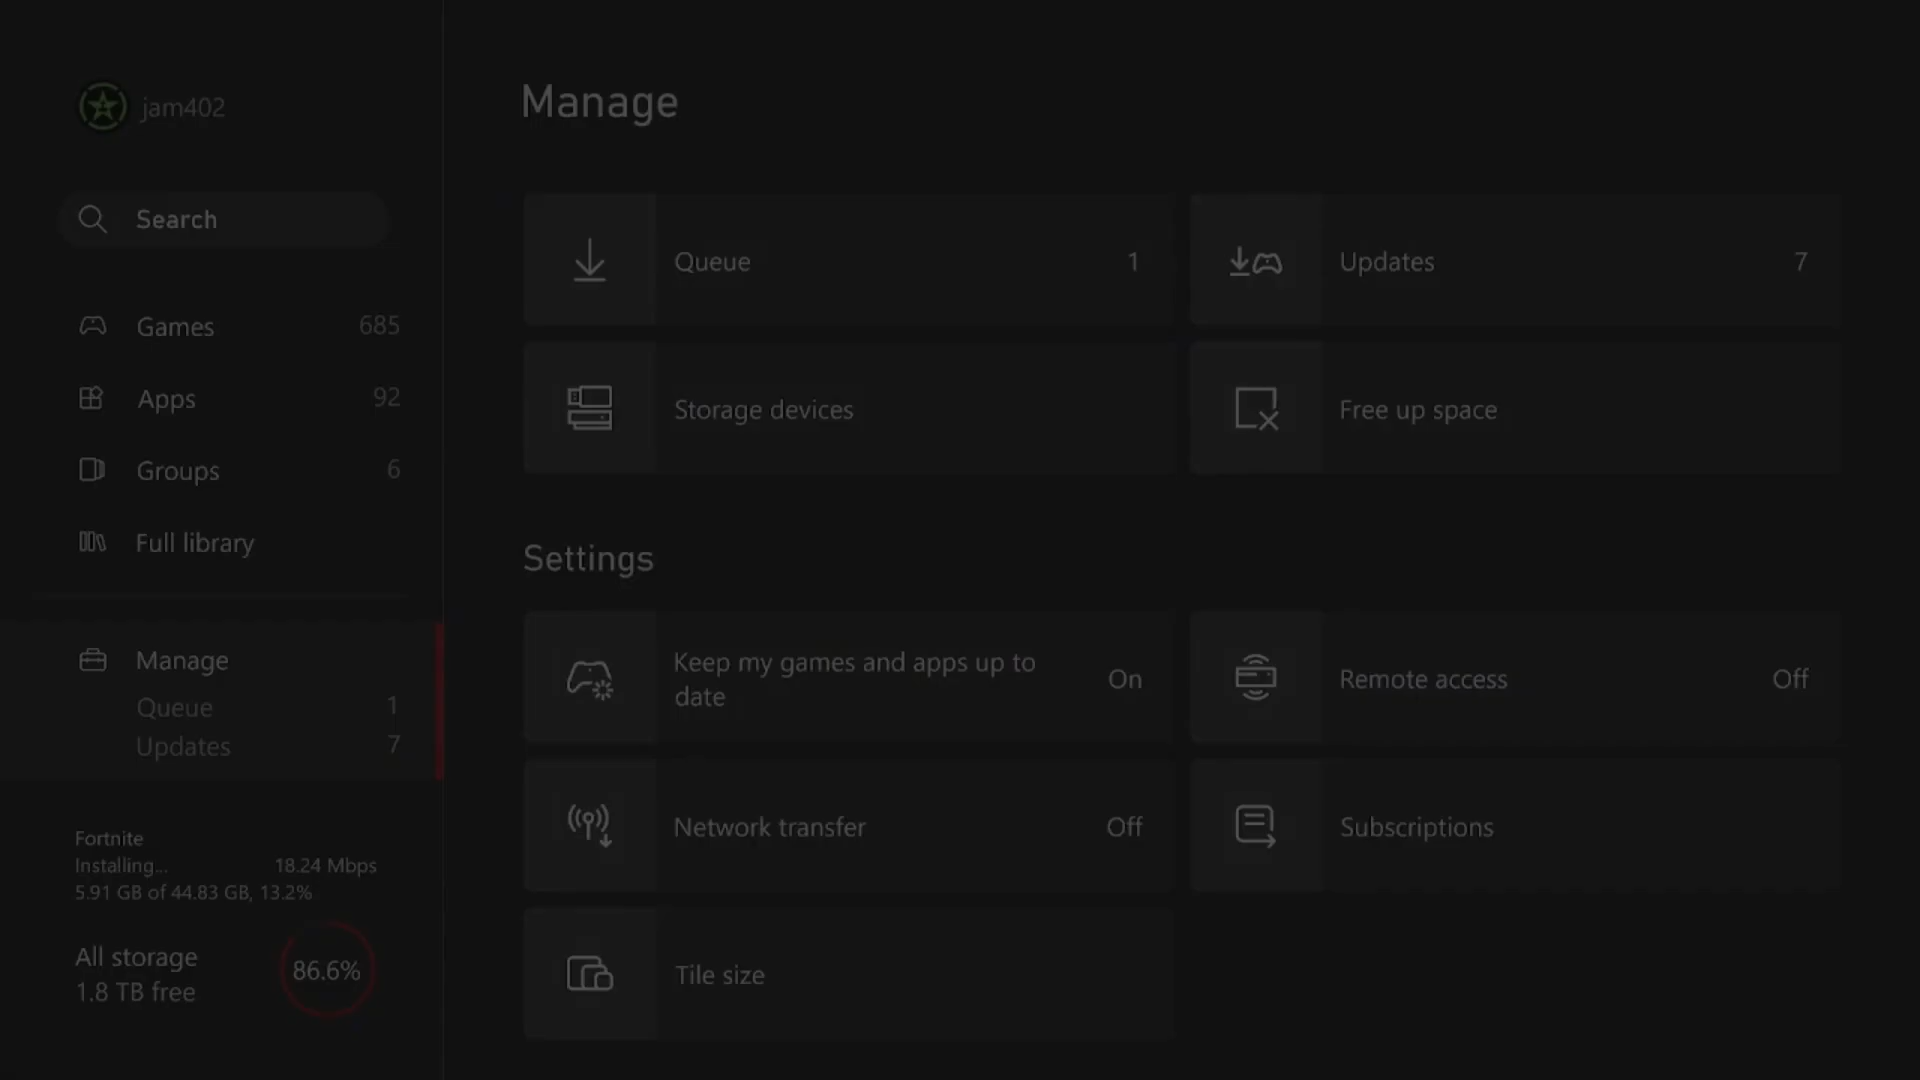 jam402
Search
Games 685
Apps 92
Groups 6
Full library
Manage
Queue 1
Updates 7
Fortnite
Installing... 18.24 Mbps
5.91 GB of 44.83 GB, 13.2%
All storage
1.8 TB free
86.6%
Manage
Queue 1
Updates 7
Storage devices
Free up space
Settings
Keep my games and apps up to
date
On
Remote access Off
Network transfer Off
Subscriptions
Tile size